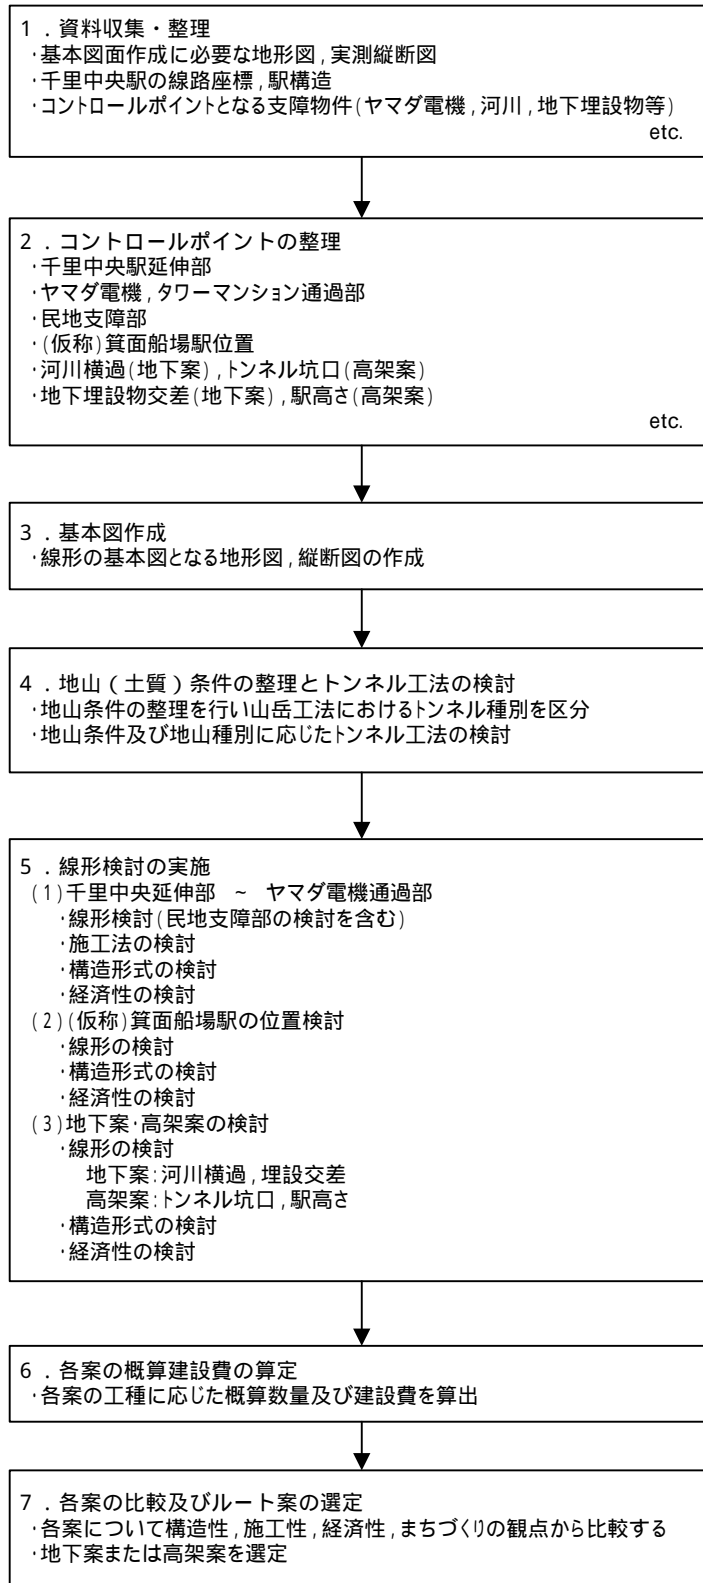 1．資料収集・整理
･基本図面作成に必要な地形図,実測縦断図
･千里中央駅の線路座標,駅構造
･コントロールポイントとなる支障物件(ヤマダ電機,河川,地下埋設物等)
etc.
2．コントロールポイントの整理
･千里中央駅延伸部
･ヤマダ電機,タワーマンション通過部
･民地支障部
･(仮称)箕面船場駅位置
･河川横過(地下案),トンネル坑口(高架案)
･地下埋設物交差(地下案),駅高さ(高架案)
etc.
3．基本図作成
･線形の基本図となる地形図,縦断図の作成
4．地山（土質）条件の整理とトンネル工法の検討
･地山条件の整理を行い山岳工法におけるトンネル種別を区分
･地山条件及び地山種別に応じたトンネル工法の検討
5．線形検討の実施
(1)千里中央延伸部 ~ ヤマダ電機通過部
･線形検討(民地支障部の検討を含む)
･施工法の検討
･構造形式の検討
･経済性の検討
(2)(仮称)箕面船場駅の位置検討
･線形の検討
･構造形式の検討
･経済性の検討
(3)地下案･高架案の検討
･線形の検討
地下案:河川横過,埋設交差
高架案:トンネル坑口,駅高さ
･構造形式の検討
･経済性の検討
6．各案の概算建設費の算定
･各案の工種に応じた概算数量及び建設費を算出
7．各案の比較及びルート案の選定
･各案について構造性,施工性,経済性,まちづくりの観点から比較する
･地下案または高架案を選定